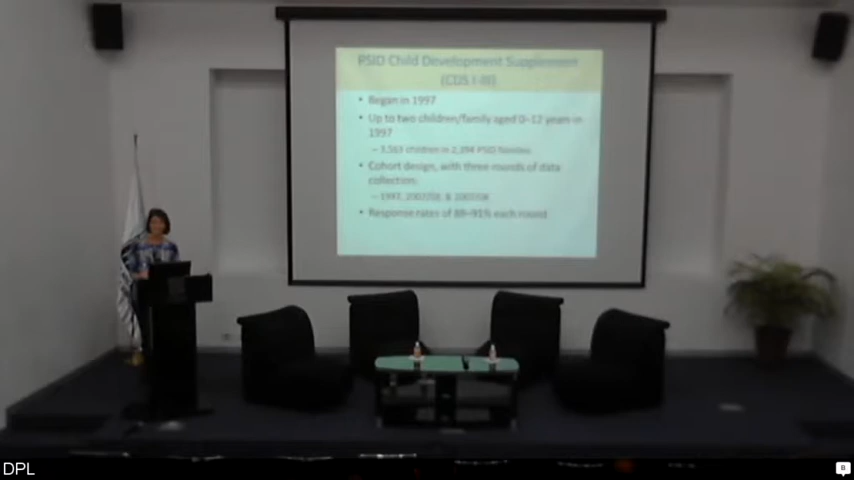 PSID Child Development Supplement
(CDS I-III)
• Began in 1997
• Up to two children/family aged 0–12 years in
1997
– 3,563 children in 2,394 PSID families
• Cohort design, with three rounds of data
collection:
– 1997, 2002/03, & 2007/08
• Response rates of 88–91% each round
DPL